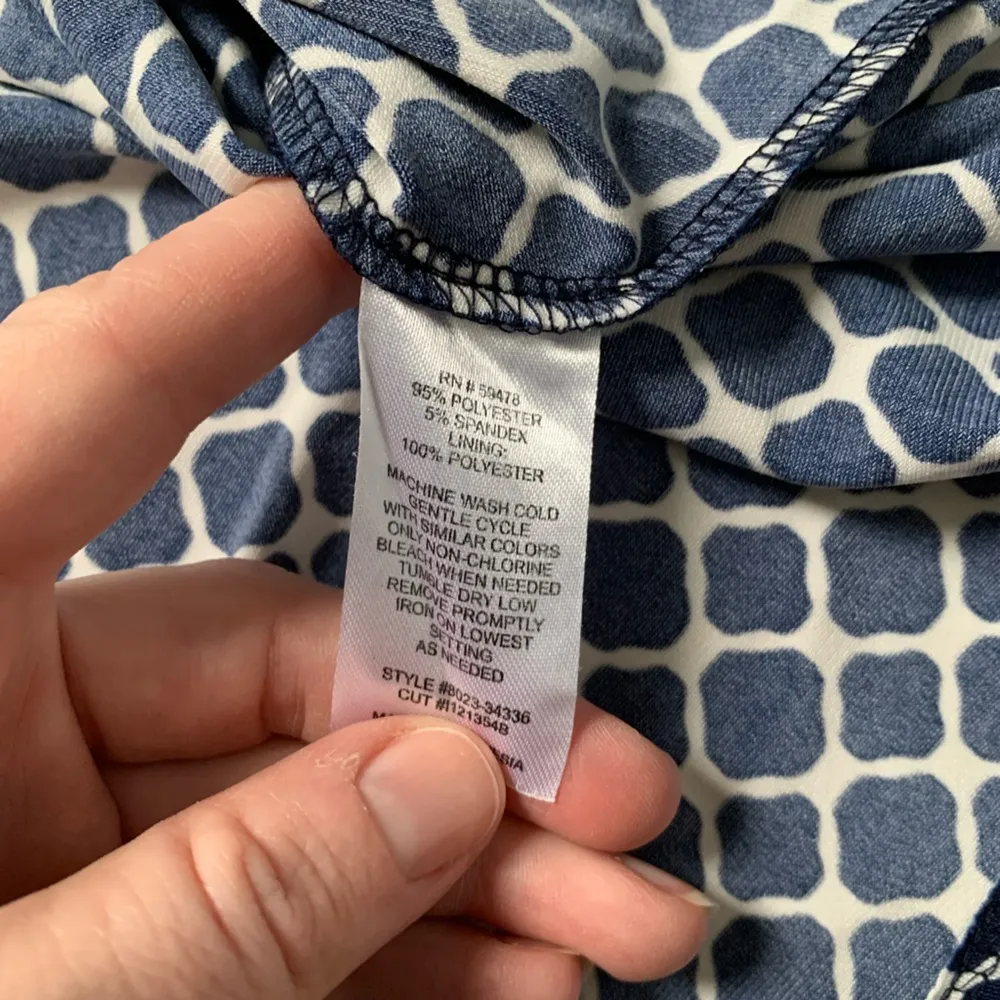 RN # 59478
95% POLYESTER
5% SPANDEX
LINING:
100% POLYESTER
MACHINE WASH COLD
GENTLE CYCLE
WITH SIMILAR COLORS
ONLY NON-CHLORINE
BLEACH WHEN NEEDED
TUMBLE DRY LOW
REMOVE PROMPTLY
IRON ON LOWEST
SETTING
AS NEEDED
STYLE #8023-34336
CUT #I121354B